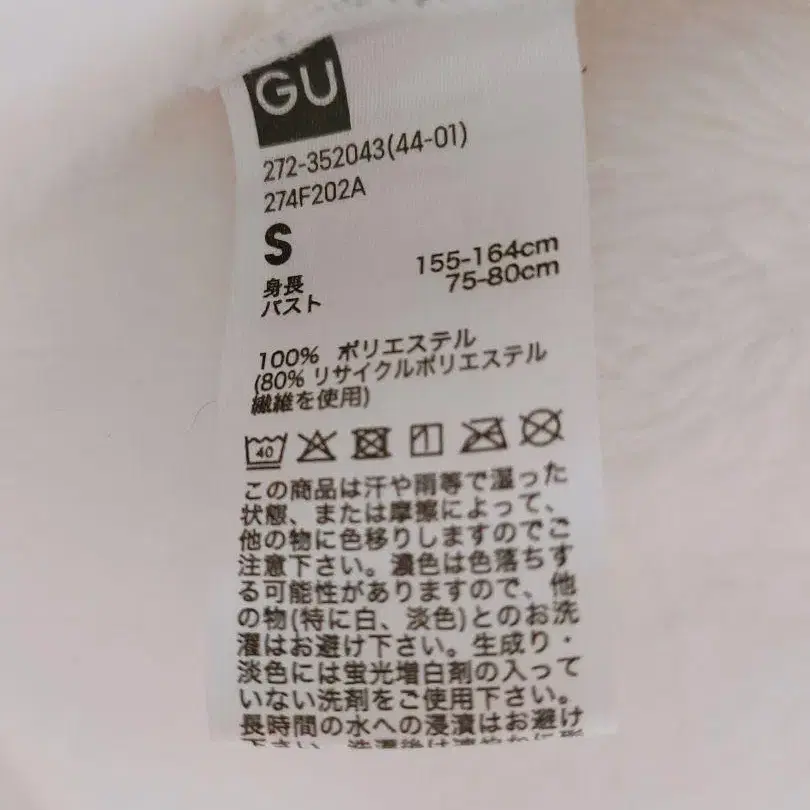 GU
272-352043(44-01)
274F202A
S
身長 155-164cm
バスト 75-80cm
100% ポリエステル
(80% リサイクルポリエステル
繊維を使用)
40
この商品は汗や雨等で湿った
状態、または摩擦によって、
他の物に色移りしますのでご
注意下さい。濃色は色落ちす
る可能性がありますので、他
の物(特に白、淡色)とのお洗
濯はお避け下さい。生成り・
淡色には蛍光増白剤の入って
いない洗剤をご使用下さい。
長時間の水への浸漬はお避け